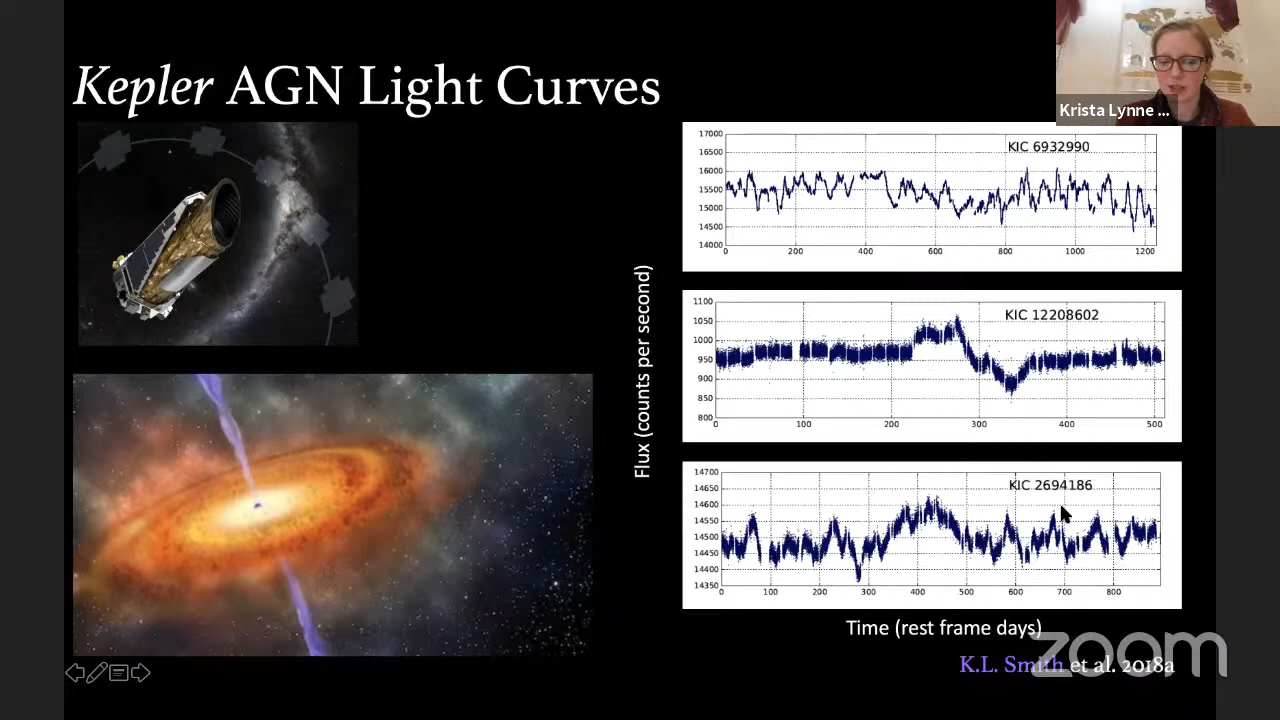 Kepler AGN Light Curves
Krista Lynne ...
Flux (counts per second)
KIC 6932990
17000
16500
16000
15500
15000
14500
14000
0 200 400 600 800 1000 1200
KIC 12208602
1100
1050
1000
950
900
850
800
0 100 200 300 400 500
KIC 2694186
14700
14650
14600
14550
14500
14450
14400
14350
0 100 200 300 400 500 600 700 800
Time (rest frame days)
K.L. Smith et al. 2018a
zoom